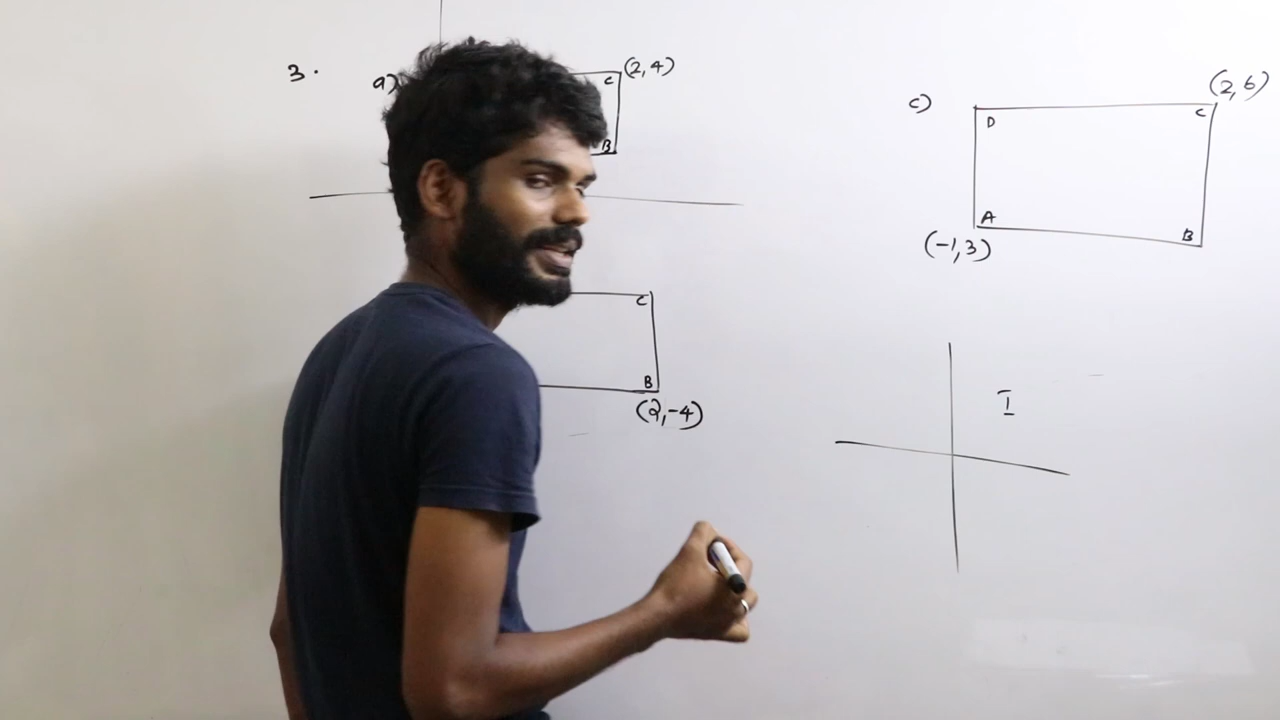 3.
a)
C (2,4)
B
C
B
(2,-4)
c)
(2,6)
D C
A B
(-1,3)
I